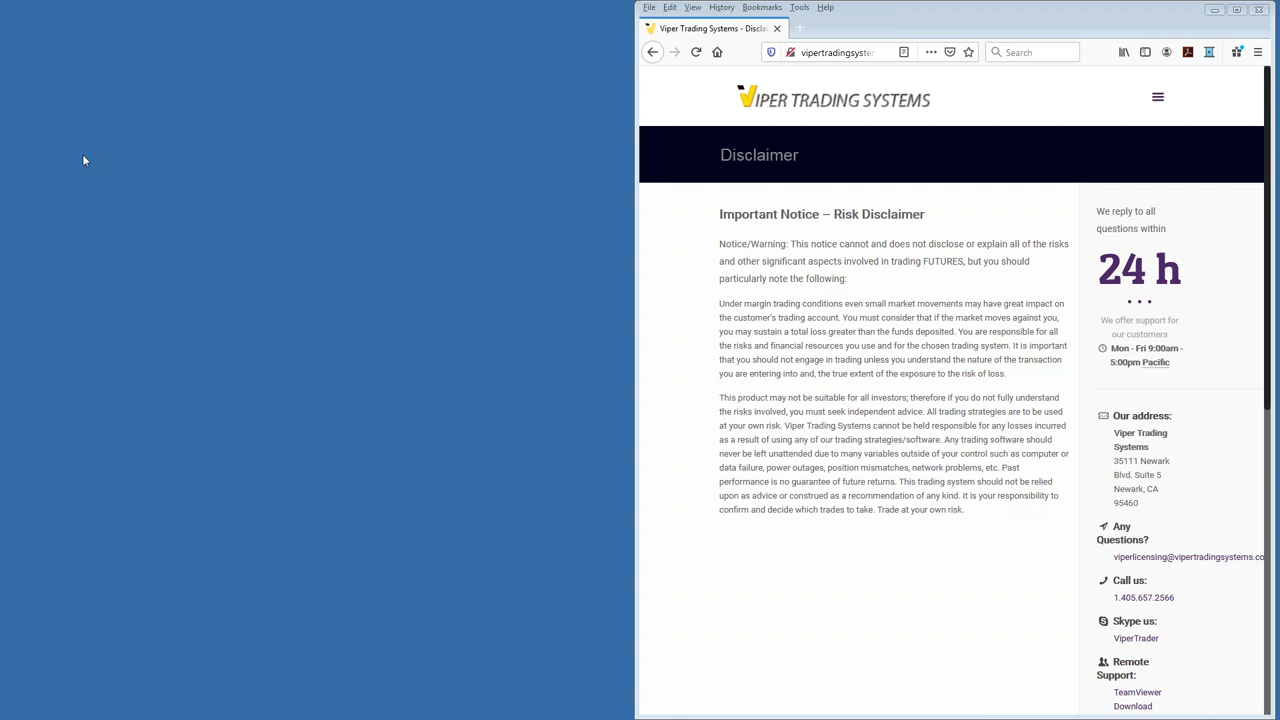 File Edit View History Bookmarks Tools Help
Viper Trading Systems - Discla
vipertradingsyste
Search
VIPER TRADING SYSTEMS
Disclaimer
Important Notice – Risk Disclaimer
Notice/Warning: This notice cannot and does not disclose or explain all of the risks
and other significant aspects involved in trading FUTURES, but you should
particularly note the following:
Under margin trading conditions even small market movements may have great impact on
the customer's trading account. You must consider that if the market moves against you,
you may sustain a total loss greater than the funds deposited. You are responsible for all
the risks and financial resources you use and for the chosen trading system. It is important
that you should not engage in trading unless you understand the nature of the transaction
you are entering into and, the true extent of the exposure to the risk of loss.
This product may not be suitable for all investors; therefore if you do not fully understand
the risks involved, you must seek independent advice. All trading strategies are to be used
at your own risk. Viper Trading Systems cannot be held responsible for any losses incurred
as a result of using any of our trading strategies/software. Any trading software should
never be left unattended due to many variables outside of your control such as computer or
data failure, power outages, position mismatches, network problems, etc. Past
performance is no guarantee of future returns. This trading system should not be relied
upon as advice or construed as a recommendation of any kind. It is your responsibility to
confirm and decide which trades to take. Trade at your own risk.
We reply to all
questions within
24 h
We offer support for
our customers
Mon - Fri 9:00am -
5:00pm Pacific
Our address:
Viper Trading
Systems
35111 Newark
Blvd. Suite 5
Newark, CA
95460
Any
Questions?
viperlicensing@vipertradingsystems.co
Call us:
1.405.657.2566
Skype us:
ViperTrader
Remote
Support:
TeamViewer
Download